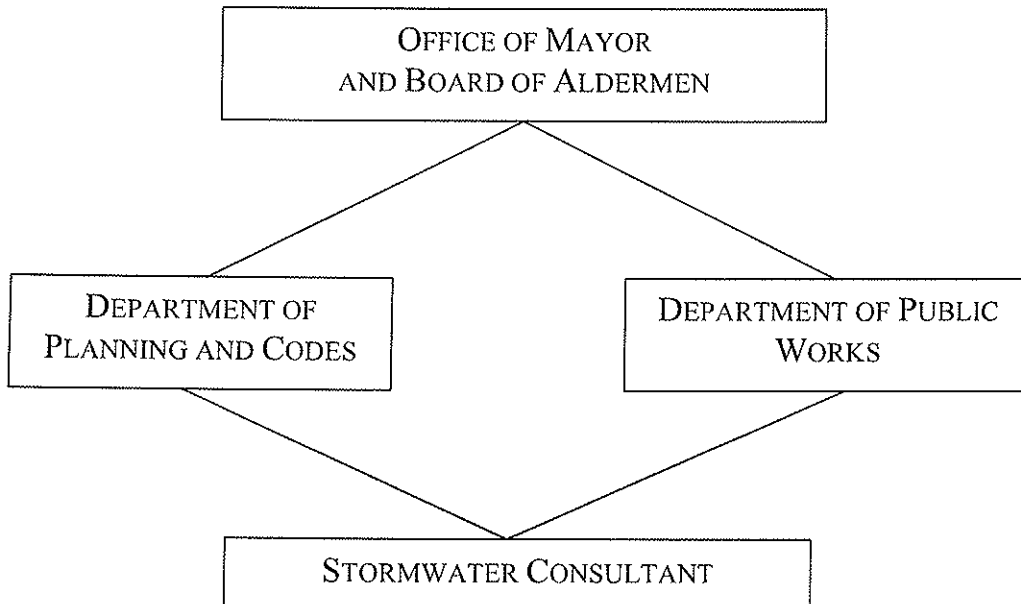 OFFICE OF MAYOR
AND BOARD OF ALDERMEN
DEPARTMENT OF
PLANNING AND CODES
DEPARTMENT OF PUBLIC
WORKS
STORMWATER CONSULTANT